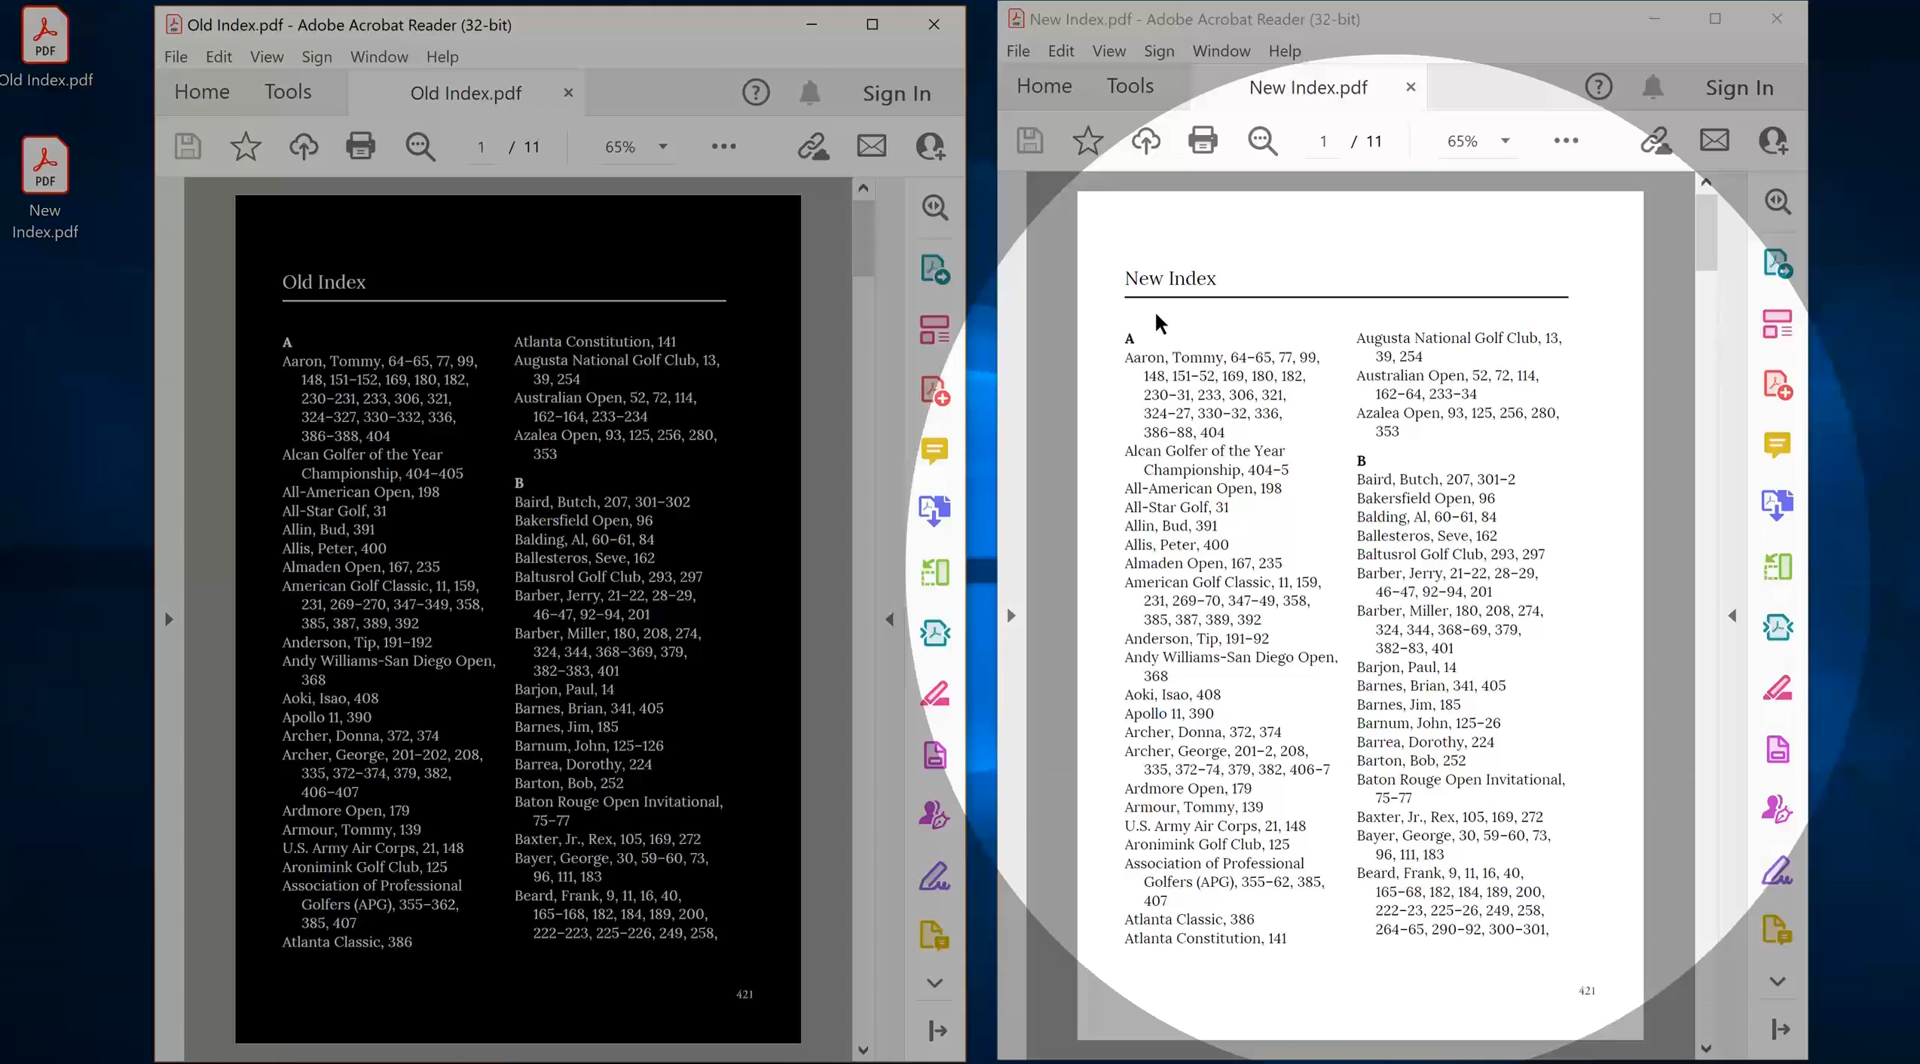 Old Index.pdf
New
Index.pdf
Old Index.pdf - Adobe Acrobat Reader (32-bit)
File Edit View Sign Window Help
Home Tools Old Index.pdf Sign In
1 / 11 65%
Old Index
A
Aaron, Tommy, 64–65, 77, 99,
148, 151–152, 169, 180, 182,
230–231, 233, 306, 321,
324–327, 330–332, 336,
386–388, 404
Alcan Golfer of the Year
Championship, 404–405
All-American Open, 198
All-Star Golf, 31
Allin, Bud, 391
Allis, Peter, 400
Almaden Open, 167, 235
American Golf Classic, 11, 159,
231, 269–270, 347–349, 358,
385, 387, 389, 392
Anderson, Tip, 191–192
Andy Williams-San Diego Open,
368
Aoki, Isao, 408
Apollo 11, 390
Archer, Donna, 372, 374
Archer, George, 201–202, 208,
335, 372–374, 379, 382,
406–407
Ardmore Open, 179
Armour, Tommy, 139
U.S. Army Air Corps, 21, 148
Aronimink Golf Club, 125
Association of Professional
Golfers (APG), 355–362,
385, 407
Atlanta Classic, 386
Atlanta Constitution, 141
Augusta National Golf Club, 13,
39, 254
Australian Open, 52, 72, 114,
162–164, 233–234
Azalea Open, 93, 125, 256, 280,
353
B
Baird, Butch, 207, 301–302
Bakersfield Open, 96
Balding, Al, 60–61, 84
Ballesteros, Seve, 162
Baltusrol Golf Club, 293, 297
Barber, Jerry, 21–22, 28–29,
46–47, 92–94, 201
Barber, Miller, 180, 208, 274,
324, 344, 368–369, 379,
382–383, 401
Barjon, Paul, 14
Barnes, Brian, 341, 405
Barnes, Jim, 185
Barnum, John, 125–126
Barrea, Dorothy, 224
Barton, Bob, 252
Baton Rouge Open Invitational,
75–77
Baxter, Jr., Rex, 105, 169, 272
Bayer, George, 30, 59–60, 73,
96, 111, 183
Beard, Frank, 9, 11, 16, 40,
165–168, 182, 184, 189, 200,
222–223, 225–226, 249, 258,
421
New Index.pdf - Adobe Acrobat Reader (32-bit)
File Edit View Sign Window Help
Home Tools New Index.pdf Sign In
1 / 11 65%
New Index
A
Aaron, Tommy, 64–65, 77, 99,
148, 151–52, 169, 180, 182,
230–31, 233, 306, 321,
324–27, 330–32, 336,
386–88, 404
Alcan Golfer of the Year
Championship, 404–5
All-American Open, 198
All-Star Golf, 31
Allin, Bud, 391
Allis, Peter, 400
Almaden Open, 167, 235
American Golf Classic, 11, 159,
231, 269–70, 347–49, 358,
385, 387, 389, 392
Anderson, Tip, 191–92
Andy Williams-San Diego Open,
368
Aoki, Isao, 408
Apollo 11, 390
Archer, Donna, 372, 374
Archer, George, 201–2, 208,
335, 372–74, 379, 382, 406–7
Ardmore Open, 179
Armour, Tommy, 139
U.S. Army Air Corps, 21, 148
Aronimink Golf Club, 125
Association of Professional
Golfers (APG), 355–62, 385,
407
Atlanta Classic, 386
Atlanta Constitution, 141
Augusta National Golf Club, 13,
39, 254
Australian Open, 52, 72, 114,
162–64, 233–34
Azalea Open, 93, 125, 256, 280,
353
B
Baird, Butch, 207, 301–2
Bakersfield Open, 96
Balding, Al, 60–61, 84
Ballesteros, Seve, 162
Baltusrol Golf Club, 293, 297
Barber, Jerry, 21–22, 28–29,
46–47, 92–94, 201
Barber, Miller, 180, 208, 274,
324, 344, 368–69, 379,
382–83, 401
Barjon, Paul, 14
Barnes, Brian, 341, 405
Barnes, Jim, 185
Barnum, John, 125–26
Barrea, Dorothy, 224
Barton, Bob, 252
Baton Rouge Open Invitational,
75–77
Baxter, Jr., Rex, 105, 169, 272
Bayer, George, 30, 59–60, 73,
96, 111, 183
Beard, Frank, 9, 11, 16, 40,
165–68, 182, 184, 189, 200,
222–23, 225–26, 249, 258,
264–65, 290–92, 300–301,
421